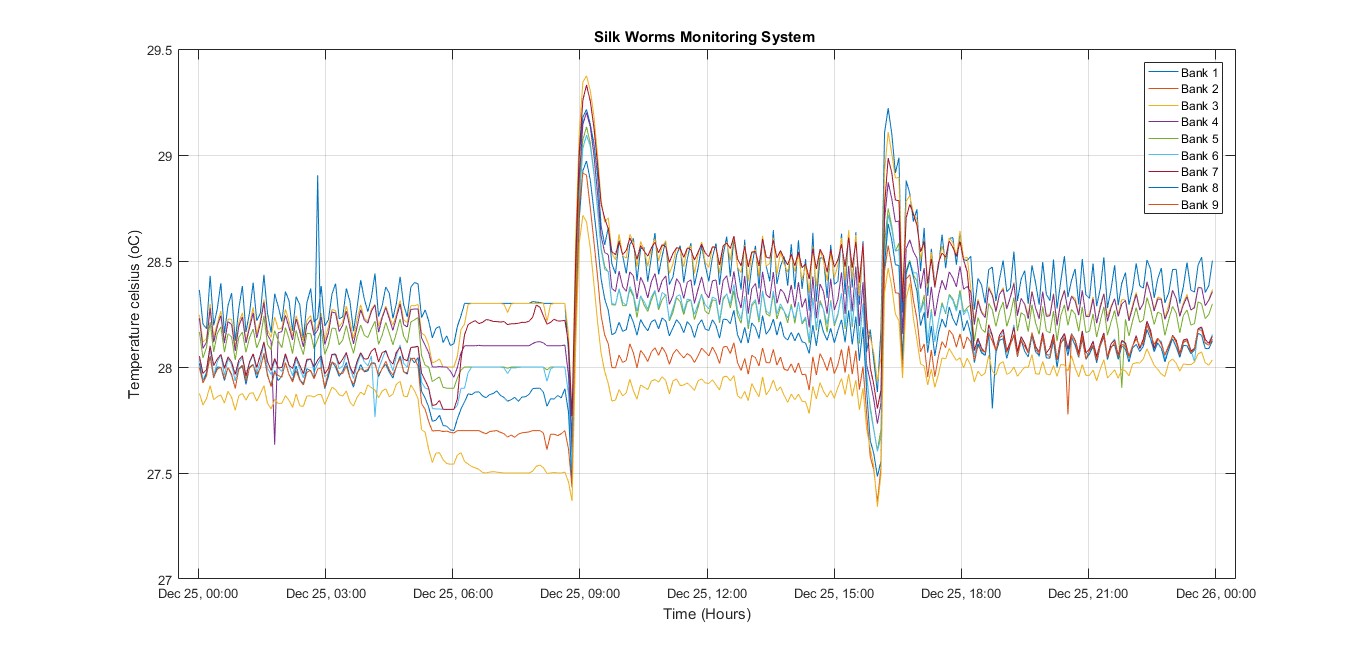 Silk Worms Monitoring System
29.5
29
28.5
28
27.5
27
Temperature celsius (oC)
Bank 1
Bank 2
Bank 3
Bank 4
Bank 5
Bank 6
Bank 7
Bank 8
Bank 9
Dec 25, 00:00 Dec 25, 03:00 Dec 25, 06:00 Dec 25, 09:00 Dec 25, 12:00 Dec 25, 15:00 Dec 25, 18:00 Dec 25, 21:00 Dec 26, 00:00
Time (Hours)